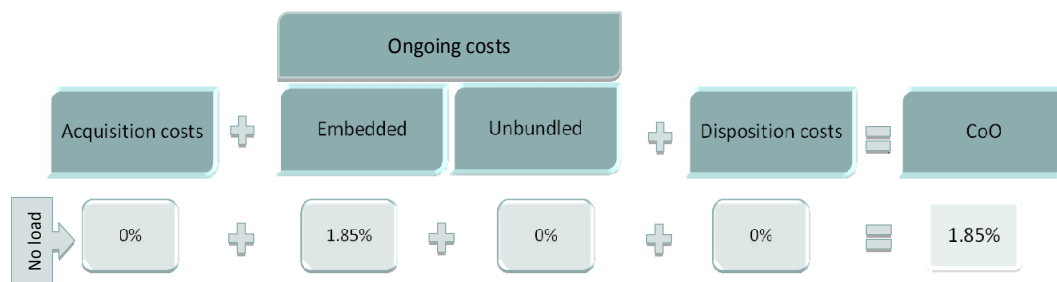 Ongoing costs
Acquisition costs + Embedded Unbundled + Disposition costs = CoO
No load
0% + 1.85% + 0% + 0% = 1.85%